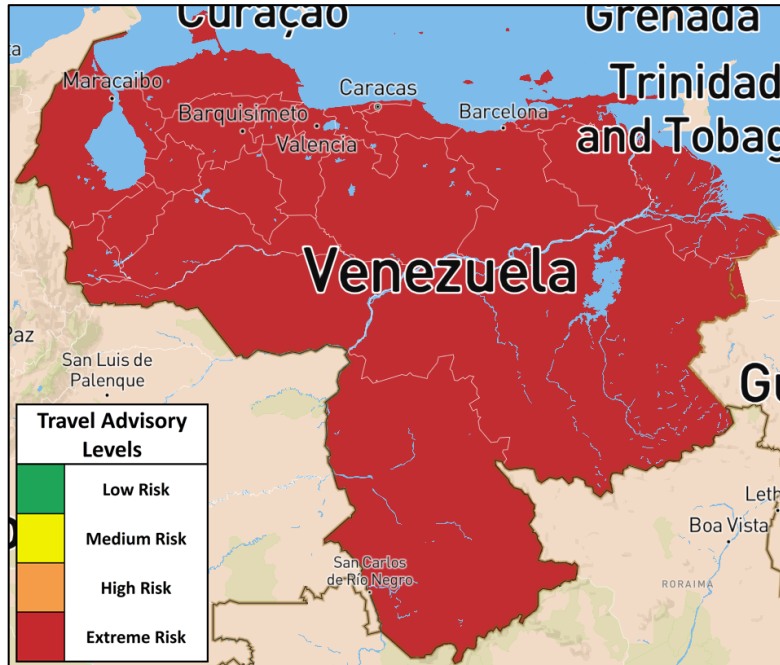 Curaçao
Grenada
Maracaibo
Caracas
Trinidad
and Tobag
Barquisimeto
Barcelona
Valencia
Venezuela
Paz
San Luis de
Palenque
Gu
Travel Advisory
Levels
Low Risk
Medium Risk
High Risk
Extreme Risk
Leth
Boa Vista
San Carlos
de Río Negro
RORAIMA